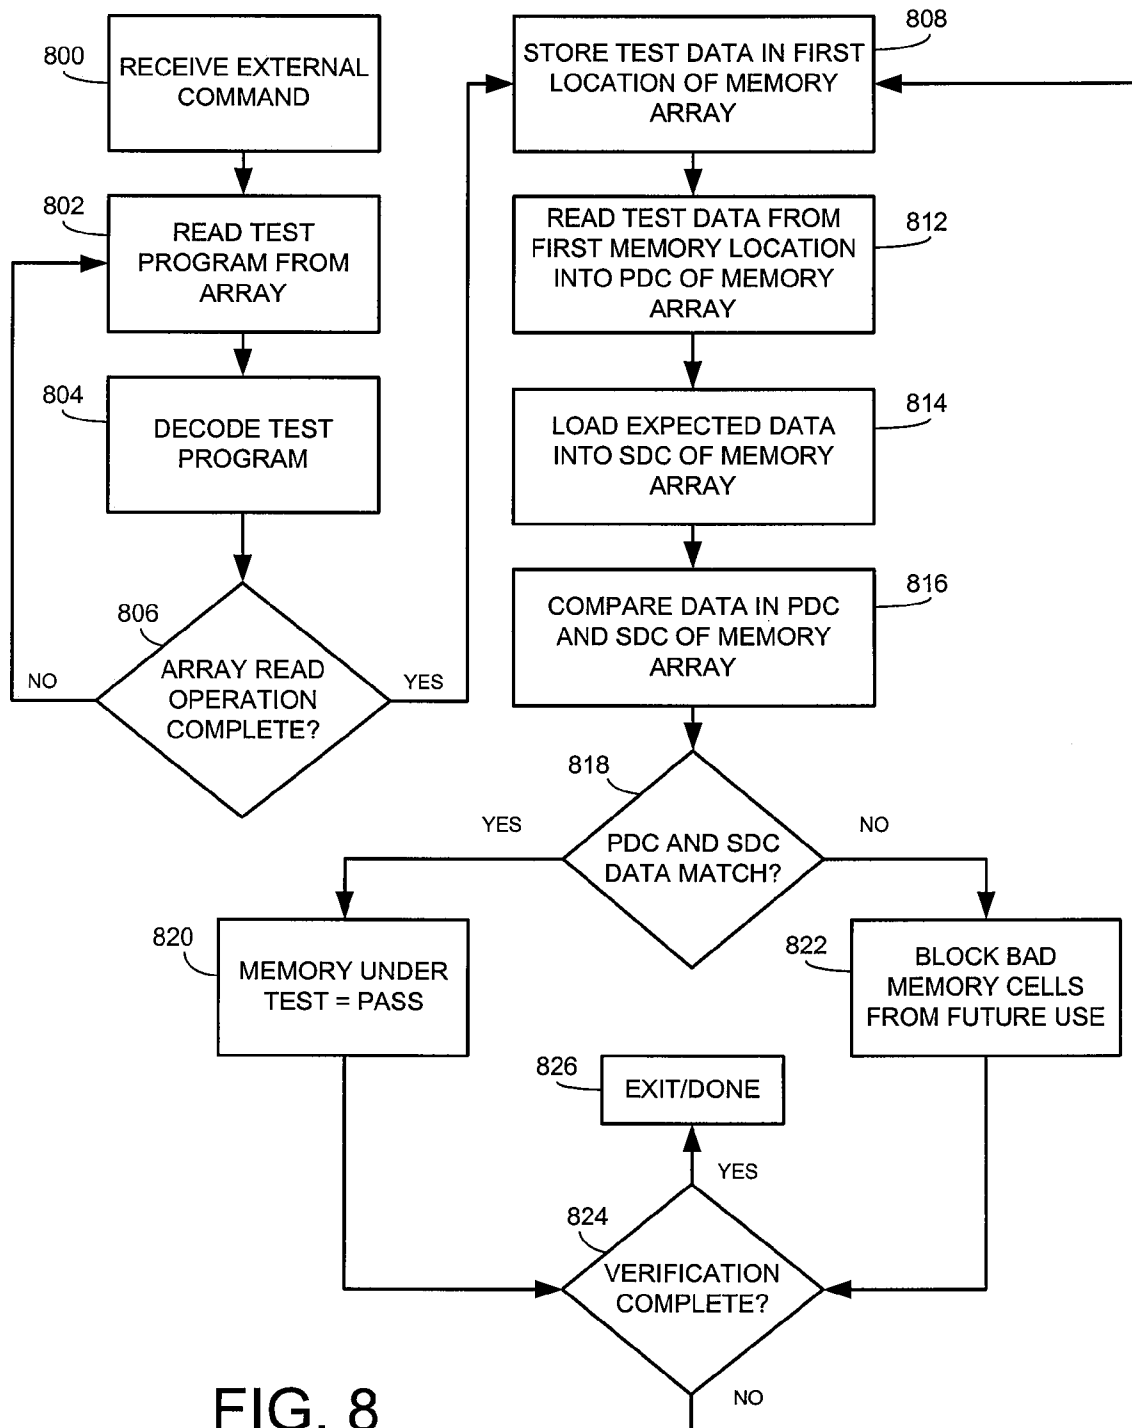 800
RECEIVE EXTERNAL
COMMAND
802
READ TEST
PROGRAM FROM
ARRAY
804
DECODE TEST
PROGRAM
806
ARRAY READ
OPERATION
COMPLETE?
NO
YES
808
STORE TEST DATA IN FIRST
LOCATION OF MEMORY
ARRAY
812
READ TEST DATA FROM
FIRST MEMORY LOCATION
INTO PDC OF MEMORY
ARRAY
814
LOAD EXPECTED DATA
INTO SDC OF MEMORY
ARRAY
816
COMPARE DATA IN PDC
AND SDC OF MEMORY
ARRAY
818
PDC AND SDC
DATA MATCH?
YES
NO
820
MEMORY UNDER
TEST = PASS
822
BLOCK BAD
MEMORY CELLS
FROM FUTURE USE
826
EXIT/DONE
YES
824
VERIFICATION
COMPLETE?
NO
FIG. 8